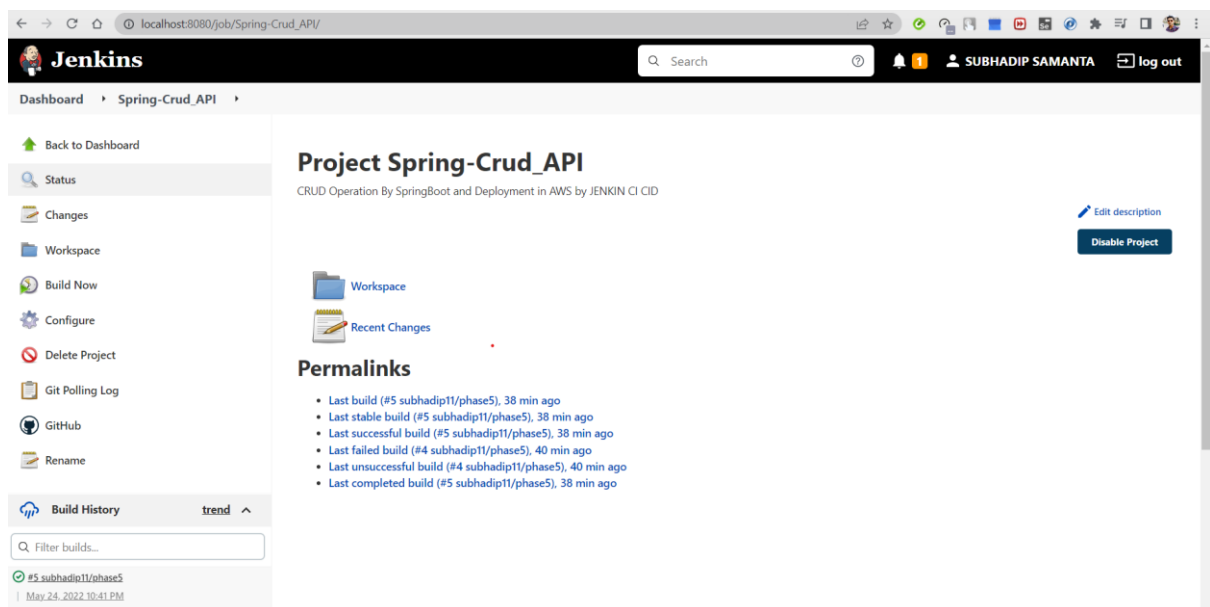 localhost:8080/job/Spring-Crud_API/
Jenkins
Search
1
SUBHADIP SAMANTA
log out
Dashboard
Spring-Crud_API
Back to Dashboard
Status
Changes
Workspace
Build Now
Configure
Delete Project
Git Polling Log
GitHub
Rename
Build History
trend
Filter builds...
#5 subhadip11/phase5
May 24, 2022 10:41 PM
Project Spring-Crud_API
CRUD Operation By SpringBoot and Deployment in AWS by JENKIN CI CID
Edit description
Disable Project
Workspace
Recent Changes
Permalinks
• Last build (#5 subhadip11/phase5), 38 min ago
• Last stable build (#5 subhadip11/phase5), 38 min ago
• Last successful build (#5 subhadip11/phase5), 38 min ago
• Last failed build (#4 subhadip11/phase5), 40 min ago
• Last unsuccessful build (#4 subhadip11/phase5), 40 min ago
• Last completed build (#5 subhadip11/phase5), 38 min ago